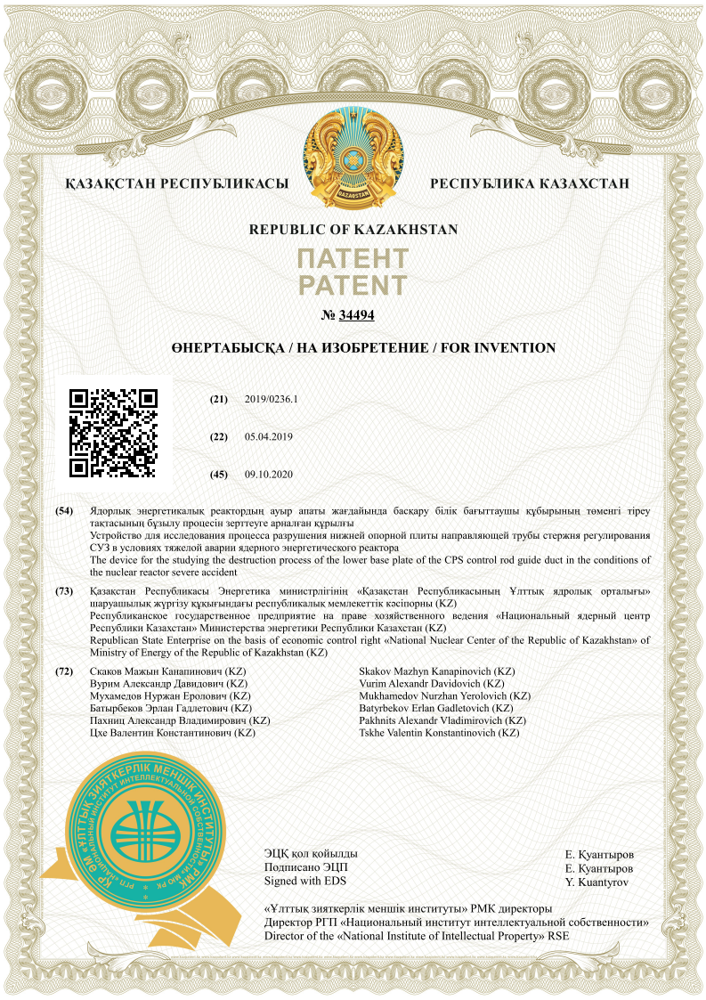 ҚАЗАҚСТАН РЕСПУБЛИКАСЫ
РЕСПУБЛИКА КАЗАХСТАН
QAZAQSTAN
REPUBLIC OF KAZAKHSTAN
ПАТЕНТ
PATENT
№ 34494
ӨНЕРТАБЫСҚА / НА ИЗОБРЕТЕНИЕ / FOR INVENTION
(21) 2019/0236.1
(22) 05.04.2019
(45) 09.10.2020
(54) Ядорлық энергетикалық реактордың ауыр апаты жағдайында басқару білік бағыттаушы құбырының төменгі тіреу
тақтасының бұзылу процесін зерттеуге арналған құрылғы
Устройство для исследования процесса разрушения нижней опорной плиты направляющей трубы стержня регулирования
СУЗ в условиях тяжелой аварии ядерного энергетического реактора
The device for the studying the destruction process of the lower base plate of the CPS control rod guide duct in the conditions of
the nuclear reactor severe accident
(73) Қазақстан Республикасы Энергетика министрлігінің «Қазақстан Республикасының Ұлттық ядролық орталығы»
шаруашылық жүргізу құқығындағы республикалық мемлекеттік кәсіпорны (KZ)
Республиканское государственное предприятие на праве хозяйственного ведения «Национальный ядерный центр
Республики Казахстан» Министерства энергетики Республики Казахстан (KZ)
Republican State Enterprise on the basis of economic control right «National Nuclear Center of the Republic of Kazakhstan» of
Ministry of Energy of the Republic of Kazakhstan (KZ)
(72) Скаков Мажын Канапинович (KZ) Skakov Mazhyn Kanapinovich (KZ)
Вурим Александр Давидович (KZ) Vurim Alexandr Davidovich (KZ)
Мухамедов Нуржан Еролович (KZ) Mukhamedov Nurzhan Yerolovich (KZ)
Батырбеков Эрлан Гадлетович (KZ) Batyrbekov Erlan Gadletovich (KZ)
Пахниц Александр Владимирович (KZ) Pakhnits Alexandr Vladimirovich (KZ)
Цхе Валентин Константинович (KZ) Tskhe Valentin Konstantinovich (KZ)
ҚР ӘМ «ҰЛТТЫҚ ЗИЯТКЕРЛІК МЕНШІК ИНСТИТУТЫ» РМК
РГП «НАЦИОНАЛЬНЫЙ ИНСТИТУТ ИНТЕЛЛЕКТУАЛЬНОЙ СОБСТВЕННОСТИ» МЮ РК
ЭЦҚ қол қойылды Е. Қуантыров
Подписано ЭЦП Е. Куантыров
Signed with EDS Y. Kuantyrov
«Ұлттық зияткерлік меншік институты» РМК директоры
Директор РГП «Национальный институт интеллектуальной собственности»
Director of the «National Institute of Intellectual Property» RSE